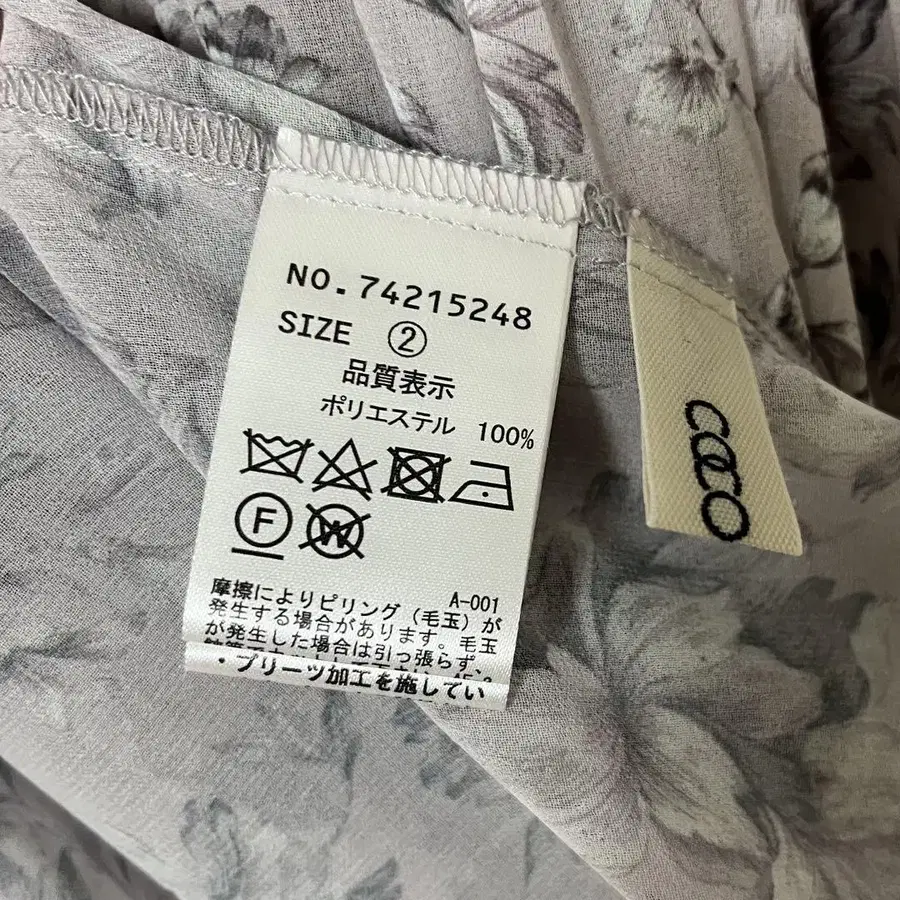 NO.74215248
SIZE ②
品質表示
ポリエステル 100%
F
W
A-001
摩擦によりピリング(毛玉)が
発生する場合があります。毛玉
が発生した場合は引っ張らず、
・プリーツ加工を施してい
COCO